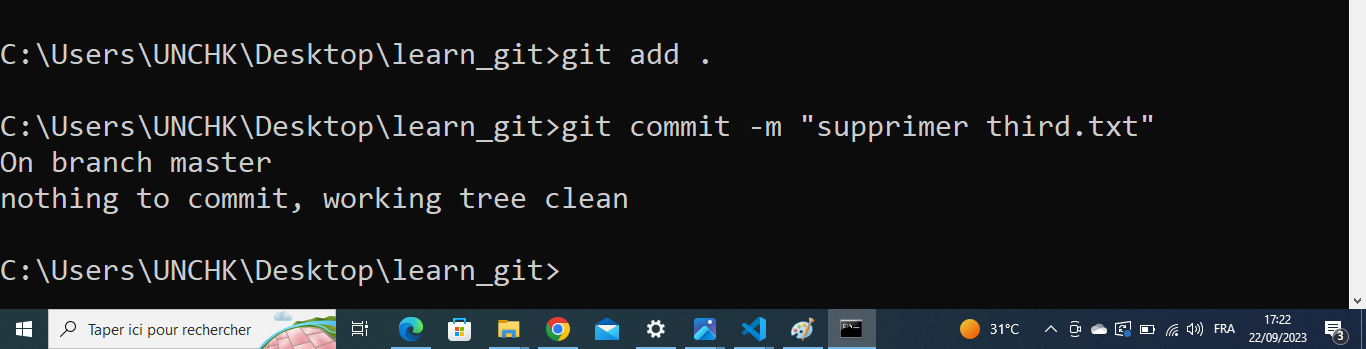 C:\Users\UNCHK\Desktop\learn_git>git add .
C:\Users\UNCHK\Desktop\learn_git>git commit -m "supprimer third.txt"
On branch master
nothing to commit, working tree clean
C:\Users\UNCHK\Desktop\learn_git>
Taper ici pour rechercher
31°C
FRA
17:22
22/09/2023
3